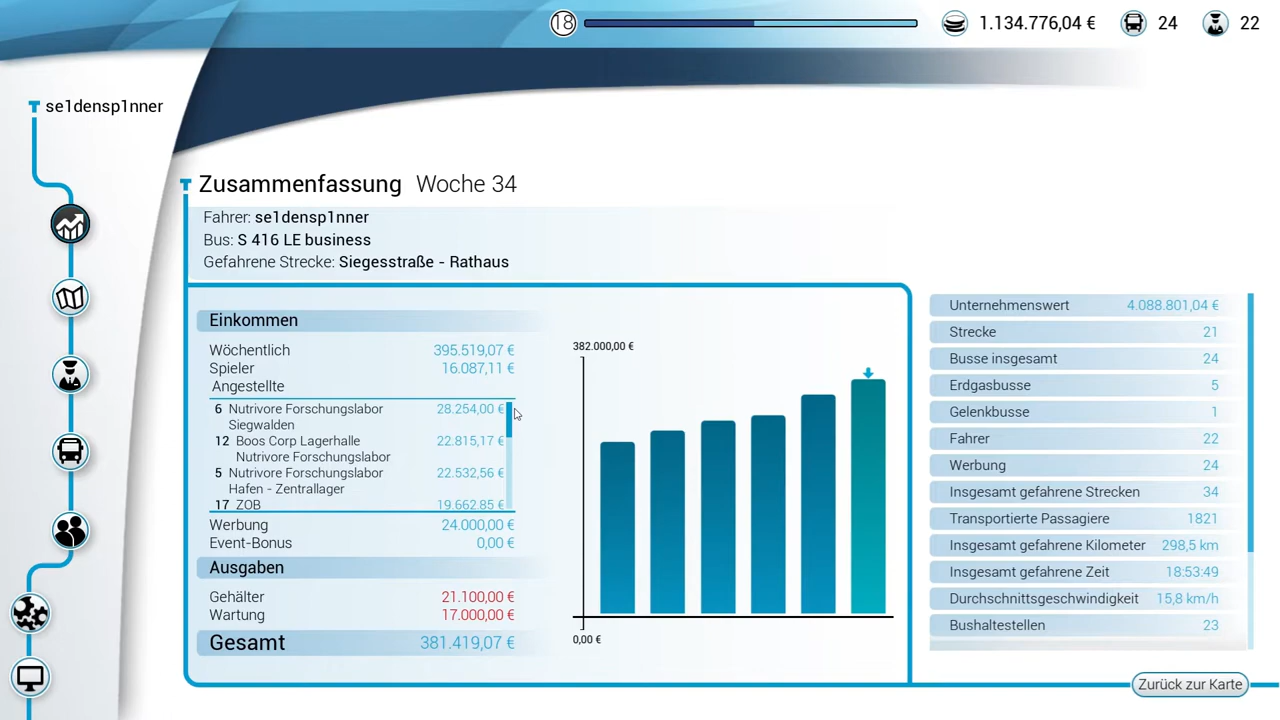 18
1.134.776,04 €
24
22
se1densp1nner
Zusammenfassung Woche 34
Fahrer: se1densp1nner
Bus: S 416 LE business
Gefahrene Strecke: Siegesstraße - Rathaus
Einkommen
Wöchentlich 395.519,07 €
Spieler 16.087,11 €
Angestellte
6 Nutrivore Forschungslabor 28.254,00 €
Siegwalden
12 Boos Corp Lagerhalle 22.815,17 €
Nutrivore Forschungslabor
5 Nutrivore Forschungslabor 22.532,56 €
Hafen - Zentrallager
17 ZOB 19.662,85 €
Werbung 24.000,00 €
Event-Bonus 0,00 €
Ausgaben
Gehälter 21.100,00 €
Wartung 17.000,00 €
Gesamt 381.419,07 €
382.000,00 €
0,00 €
Unternehmenswert 4.088.801,04 €
Strecke 21
Busse insgesamt 24
Erdgasbusse 5
Gelenkbusse 1
Fahrer 22
Werbung 24
Insgesamt gefahrene Strecken 34
Transportierte Passagiere 1821
Insgesamt gefahrene Kilometer 298,5 km
Insgesamt gefahrene Zeit 18:53:49
Durchschnittsgeschwindigkeit 15,8 km/h
Bushaltestellen 23
Zurück zur Karte